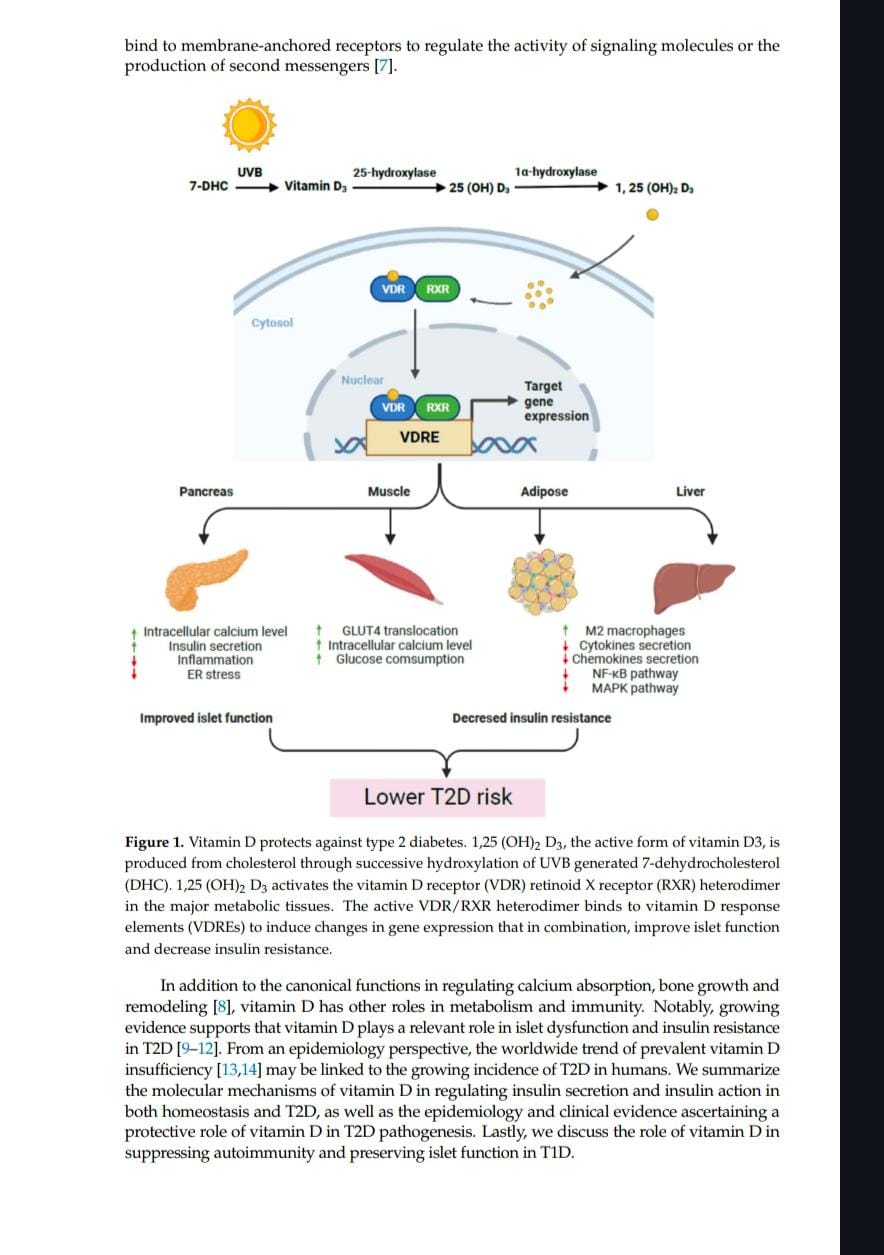 bind to membrane-anchored receptors to regulate the activity of signaling molecules or the
production of second messengers [7].
UVB
25-hydroxylase
1α-hydroxylase
7-DHC
Vitamin D₃
25 (OH) D₃
1, 25 (OH)₂ D₃
VDR
RXR
Cytosol
Nuclear
VDR
RXR
VDRE
Target
gene
expression
Pancreas
Muscle
Adipose
Liver
↑ Intracellular calcium level
↑ Insulin secretion
↓ Inflammation
↓ ER stress
↑ GLUT4 translocation
↑ Intracellular calcium level
↑ Glucose comsumption
↑ M2 macrophages
↓ Cytokines secretion
↓ Chemokines secretion
↓ NF-κB pathway
↓ MAPK pathway
Improved islet function
Decresed insulin resistance
Lower T2D risk
Figure 1. Vitamin D protects against type 2 diabetes. 1,25 (OH)₂ D₃, the active form of vitamin D3, is
produced from cholesterol through successive hydroxylation of UVB generated 7-dehydrocholesterol
(DHC). 1,25 (OH)₂ D₃ activates the vitamin D receptor (VDR) retinoid X receptor (RXR) heterodimer
in the major metabolic tissues. The active VDR/RXR heterodimer binds to vitamin D response
elements (VDREs) to induce changes in gene expression that in combination, improve islet function
and decrease insulin resistance.
In addition to the canonical functions in regulating calcium absorption, bone growth and
remodeling [8], vitamin D has other roles in metabolism and immunity. Notably, growing
evidence supports that vitamin D plays a relevant role in islet dysfunction and insulin resistance
in T2D [9–12]. From an epidemiology perspective, the worldwide trend of prevalent vitamin D
insufficiency [13,14] may be linked to the growing incidence of T2D in humans. We summarize
the molecular mechanisms of vitamin D in regulating insulin secretion and insulin action in
both homeostasis and T2D, as well as the epidemiology and clinical evidence ascertaining a
protective role of vitamin D in T2D pathogenesis. Lastly, we discuss the role of vitamin D in
suppressing autoimmunity and preserving islet function in T1D.